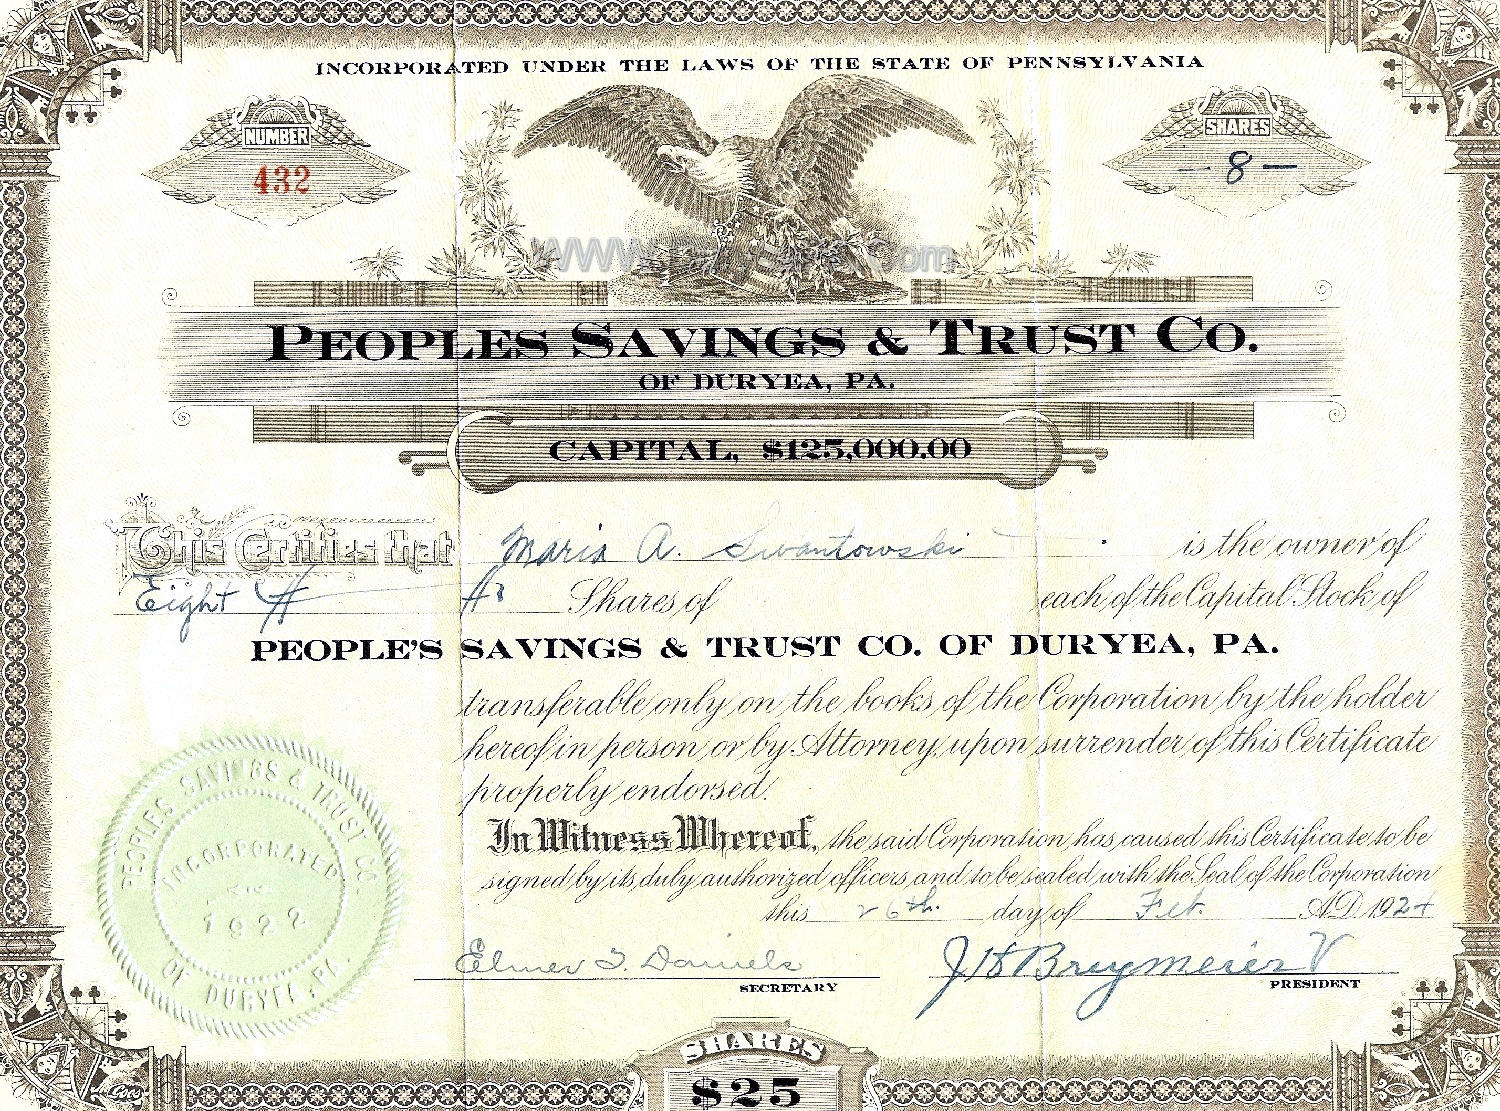 INCORPORATED UNDER THE LAWS OF THE STATE OF PENNSYLVANIA
NUMBER
432
SHARES
- 8 -
PEOPLES SAVINGS & TRUST CO.
OF DURYEA, PA.
CAPITAL, $125,000.00
This Certifies that Maria A. Swantowski is the owner of
Eight Shares of each of the Capital Stock of
PEOPLE'S SAVINGS & TRUST CO. OF DURYEA, PA.
transferable only on the books of the Corporation by the holder
hereof in person or by Attorney, upon surrender of this Certificate
properly endorsed.
In Witness Whereof, the said Corporation has caused this Certificate to be
signed by its duly authorized officers and to be sealed with the Seal of the Corporation
this 26th. day of Feb. A.D. 1924
Elmer T. Daniels
SECRETARY
J H Breymeier
PRESIDENT
PEOPLES SAVINGS & TRUST CO.
INCORPORATED
1922
OF DURYEA, PA.
SHARES
$25